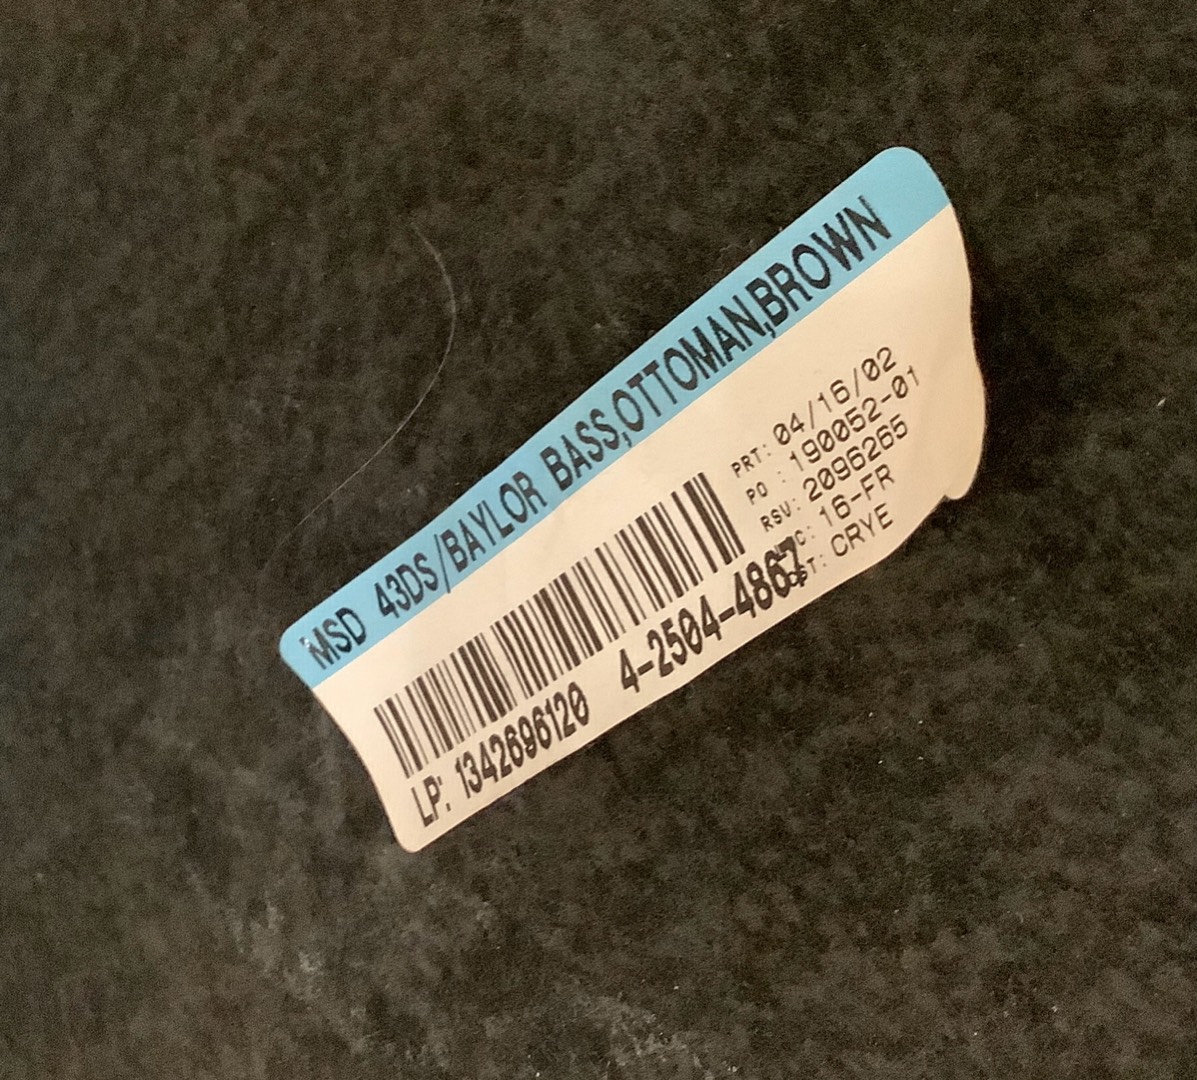 MSD 43DS/BAYLOR BASS,OTTOMAN,BROWN
PRT: 04/16/02
PO : 190052-01
RSV: 2096265
C: 16-FR
ST: CRYE
LP: 1342696120 4-2504-4867